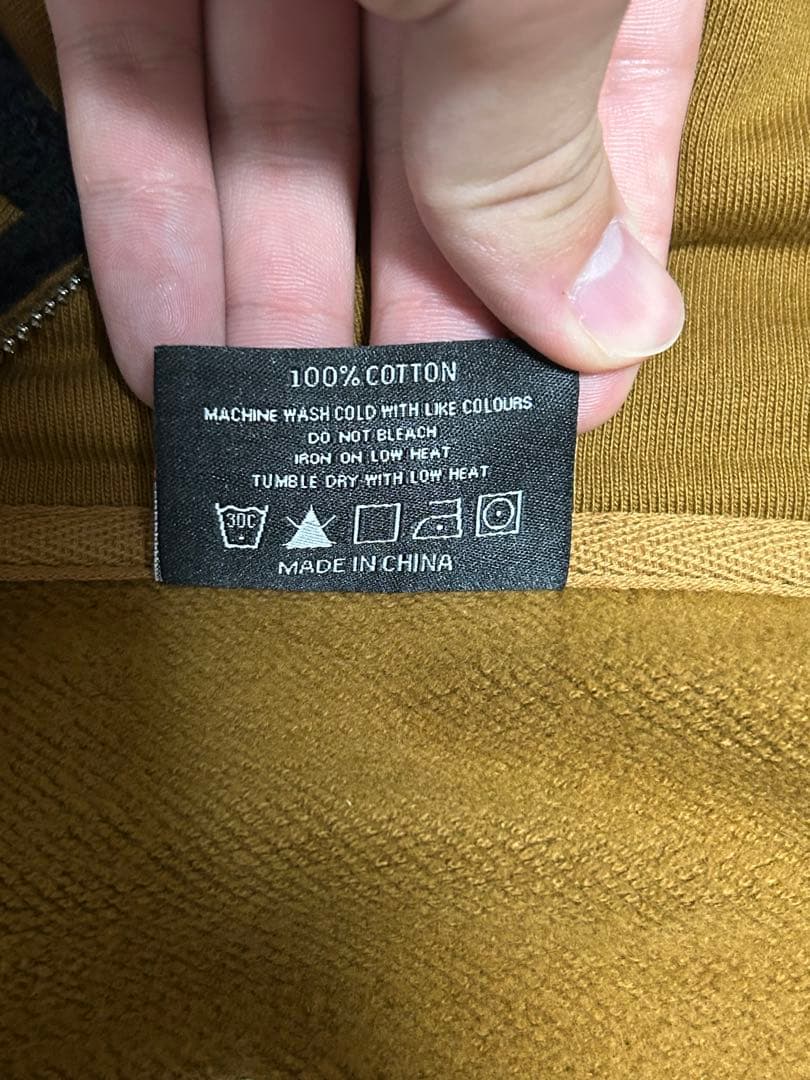 100% COTTON
MACHINE WASH COLD WITH LIKE COLOURS
DO NOT BLEACH
IRON ON LOW HEAT
TUMBLE DRY WITH LOW HEAT
30C
MADE IN CHINA